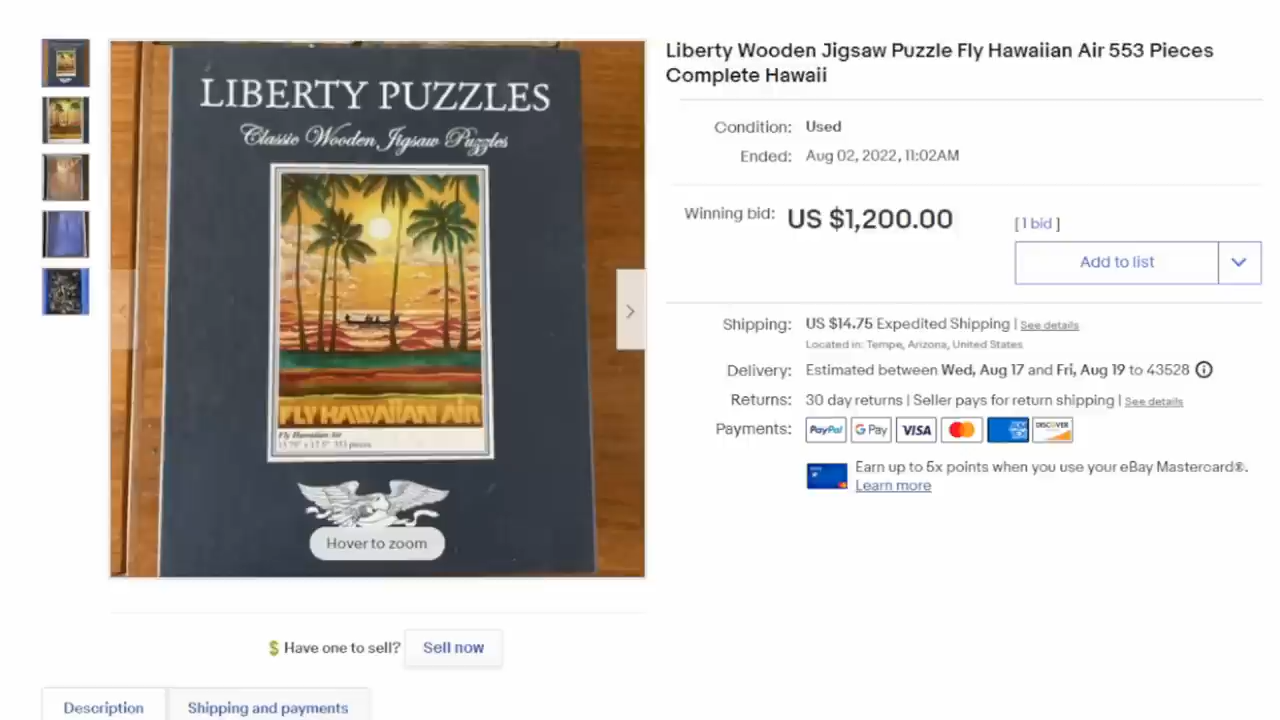 Liberty Wooden Jigsaw Puzzle Fly Hawaiian Air 553 Pieces
Complete Hawaii
Condition: Used
Ended: Aug 02, 2022, 11:02AM
Winning bid: US $1,200.00
[ 1 bid ]
Add to list
Shipping: US $14.75 Expedited Shipping | See details
Located in: Tempe, Arizona, United States
Delivery: Estimated between Wed, Aug 17 and Fri, Aug 19 to 43528
Returns: 30 day returns | Seller pays for return shipping | See details
Payments: PayPal G Pay VISA DISCOVER
Earn up to 5x points when you use your eBay Mastercard®.
Learn more
LIBERTY PUZZLES
Classic Wooden Jigsaw Puzzles
FLY HAWAIIAN AIR
Fly Hawaiian Air
Hover to zoom
Have one to sell? Sell now
Description
Shipping and payments